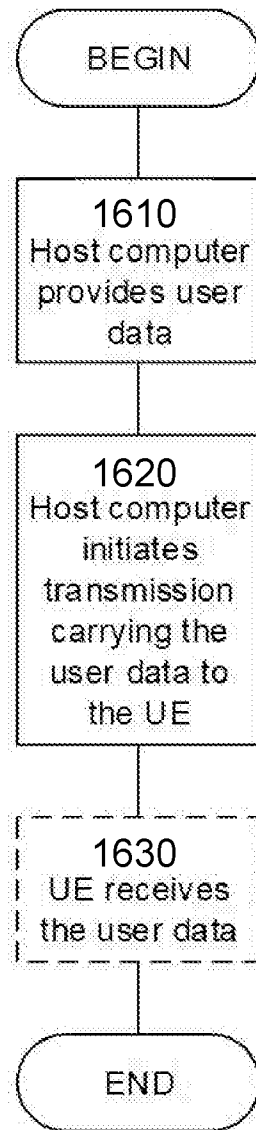 BEGIN
1610
Host computer
provides user
data
1620
Host computer
initiates
transmission
carrying the
user data to
the UE
1630
UE receives
the user data
END